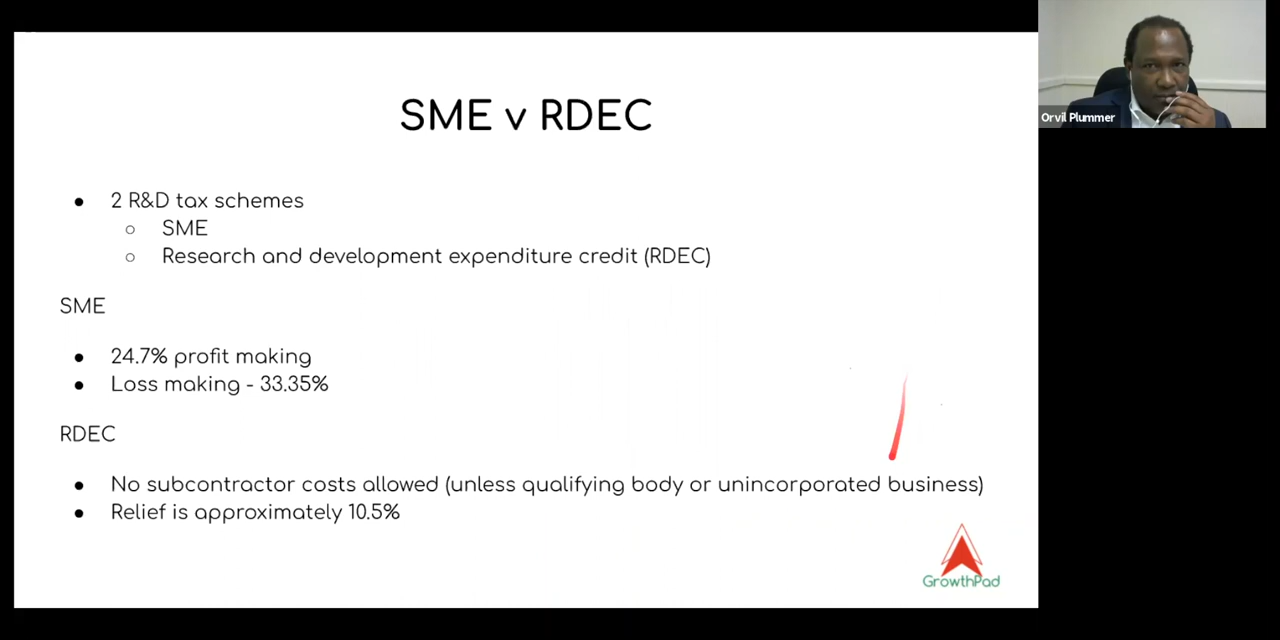 SME v RDEC
● 2 R&D tax schemes
○ SME
○ Research and development expenditure credit (RDEC)
SME
● 24.7% profit making
● Loss making - 33.35%
RDEC
● No subcontractor costs allowed (unless qualifying body or unincorporated business)
● Relief is approximately 10.5%
GrowthPad
Orvil Plummer